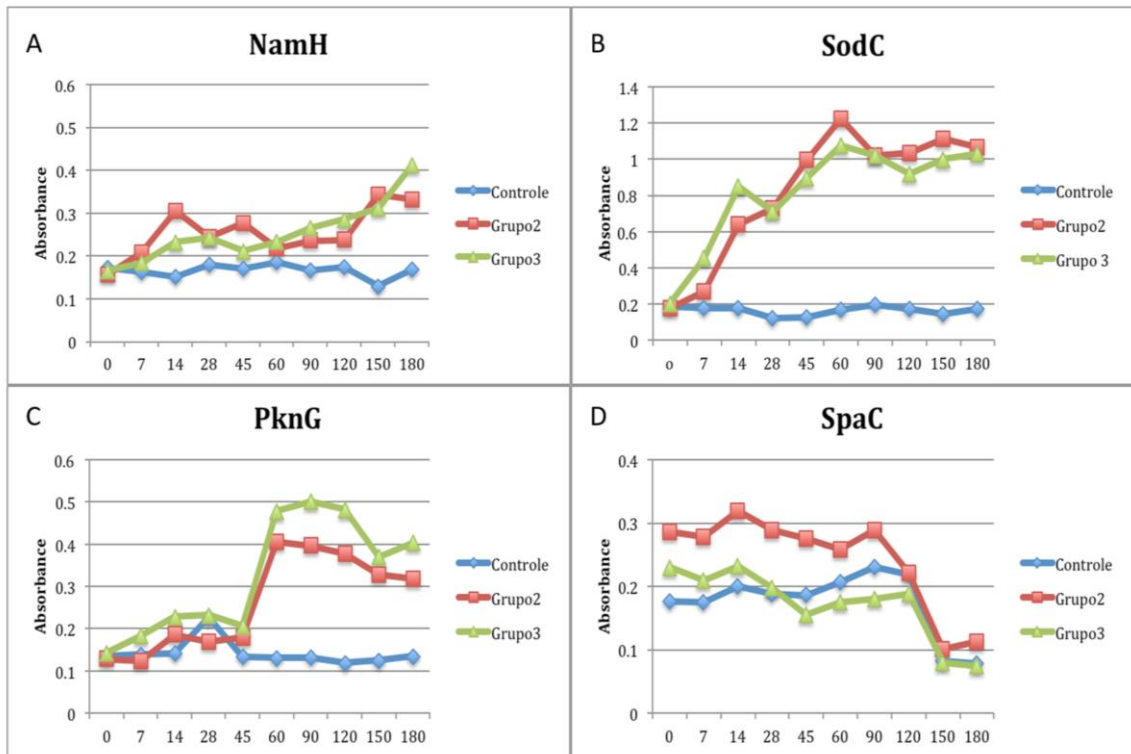 A
NamH
0.6
0.5
0.4
0.3
0.2
0.1
0
Absorbance
0 7 14 28 45 60 90 120 150 180
Controle
Grupo2
Grupo3
B
SodC
1.4
1.2
1
0.8
0.6
0.4
0.2
0
Absorbance
o 7 14 28 45 60 90 120 150 180
Controle
Grupo2
Grupo 3
C
PknG
0.6
0.5
0.4
0.3
0.2
0.1
0
Absorbance
0 7 14 28 45 60 90 120 150 180
Controle
Grupo2
Grupo3
D
SpaC
0.4
0.3
0.2
0.1
0
Absorbance
0 7 14 28 45 60 90 120 150 180
Controle
Grupo2
Grupo3